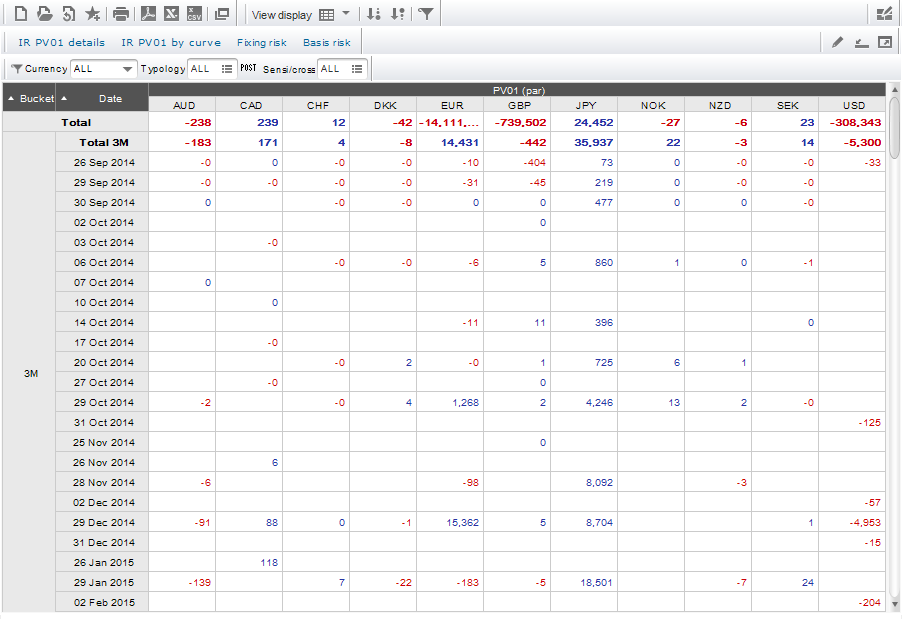 View display
IR PV01 details IR PV01 by curve Fixing risk Basis risk
Currency ALL Typology ALL POST Sensi/cross ALL
Bucket Date PV01 (par)
AUD CAD CHF DKK EUR GBP JPY NOK NZD SEK USD
Total -238 239 12 -42 -14,111,... -739,502 24,452 -27 -6 23 -308,343
Total 3M -183 171 4 -8 14,431 -442 35,937 22 -3 14 -5,300
26 Sep 2014 -0 0 -0 -0 -10 -404 73 0 -0 -0 -33
29 Sep 2014 -0 -0 -0 -0 -31 -45 219 0 -0 -0
30 Sep 2014 0 -0 -0 0 0 477 0 0 -0
02 Oct 2014 0
03 Oct 2014 -0
06 Oct 2014 -0 -0 -6 5 860 1 0 -1
07 Oct 2014 0
10 Oct 2014 0
14 Oct 2014 -11 11 396 0
17 Oct 2014 -0
20 Oct 2014 -0 2 -0 1 725 6 1
3M
27 Oct 2014 -0 0
29 Oct 2014 -2 -0 4 1,268 2 4,246 13 2 -0
31 Oct 2014 -125
25 Nov 2014 0
26 Nov 2014 6
28 Nov 2014 -6 -98 8,092 -3
02 Dec 2014 -57
29 Dec 2014 -91 88 0 -1 15,362 5 8,704 1 -4,953
31 Dec 2014 -15
26 Jan 2015 118
29 Jan 2015 -139 7 -22 -183 -5 18,501 -7 24
02 Feb 2015 -204